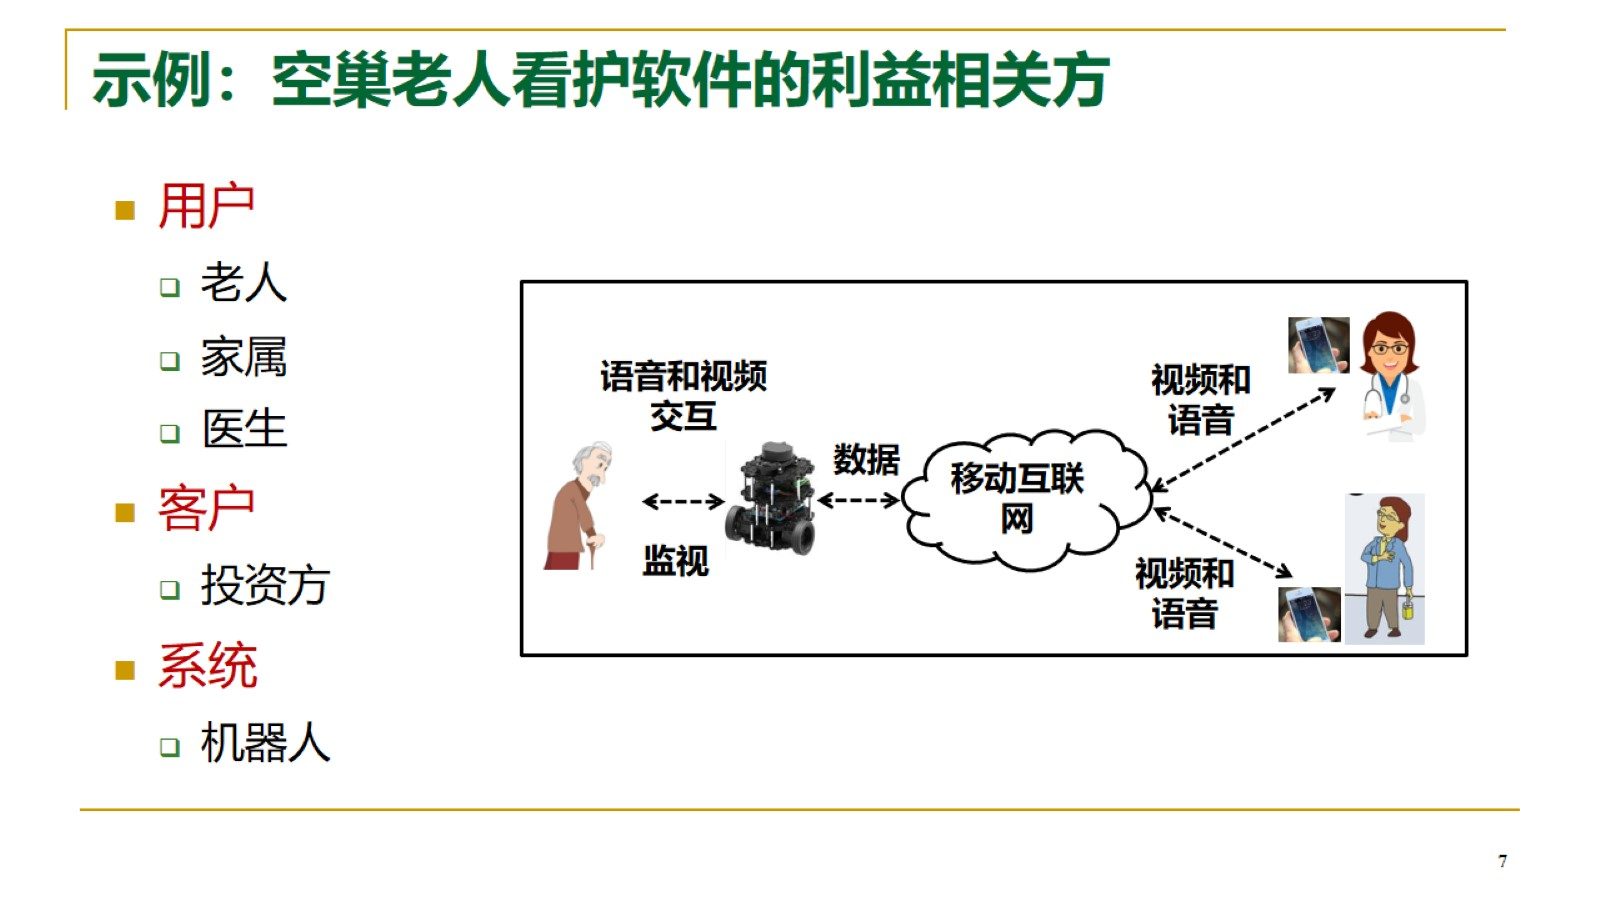 示例：空巢老人看护软件的利益相关方
用户
老人
家属
医生
客户
投资方
系统
机器人
语音和视频
交互
监视
数据
移动互联
网
视频和
语音
视频和
语音
7